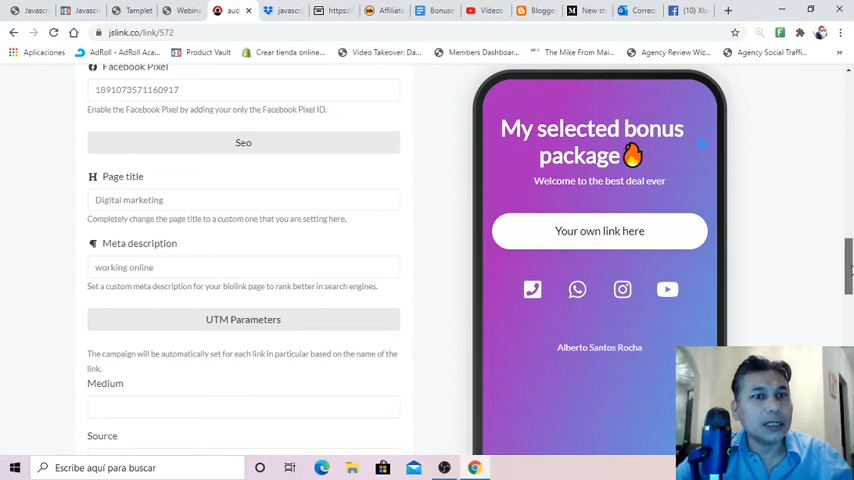 Javascr
Javascri
Tamplet
Webina
aud
javascri
https:/
Affiliate
Bonuse
Videos
Blogge
New st
Correo
(10) Xbo
jslink.co/link/572
Aplicaciones
AdRoll - AdRoll Aca...
Product Vault
Crear tienda online...
Video Takeover: Da...
Members Dashboar...
The Mike From Mai...
Agency Review Wiz...
Agency Social Traffi...
Facebook Pixel
1891073571160917
Enable the Facebook Pixel by adding your only the Facebook Pixel ID.
Seo
Page title
Digital marketing
Completely change the page title to a custom one that you are setting here.
Meta description
working online
Set a custom meta description for your biolink page to rank better in search engines.
UTM Parameters
The campaign will be automatically set for each link in particular based on the name of the
link.
Medium
Source
My selected bonus
package🔥
Welcome to the best deal ever
Your own link here
Alberto Santos Rocha
Escribe aquí para buscar